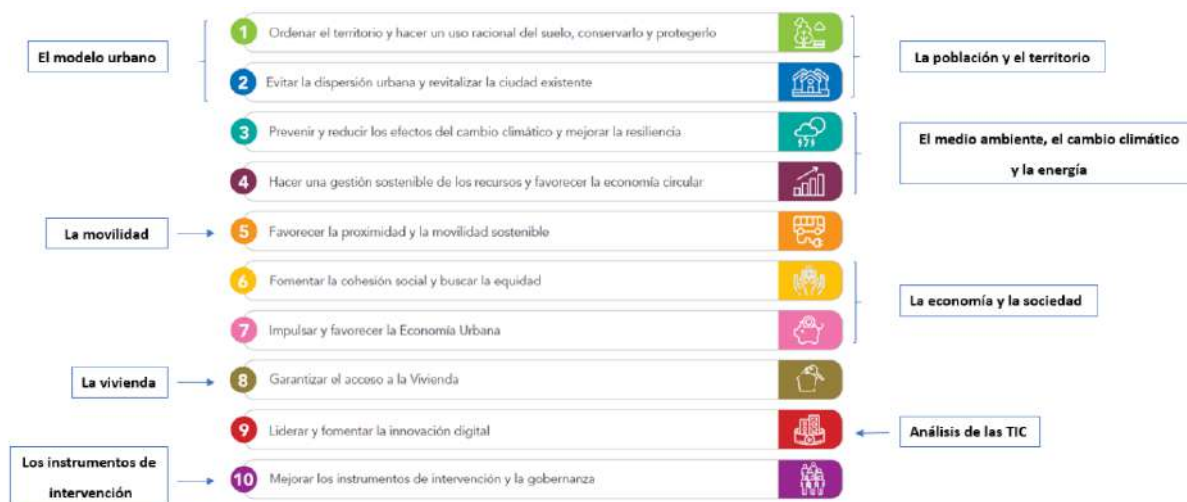 El modelo urbano
1 Ordenar el territorio y hacer un uso racional del suelo, conservarlo y protegerlo
La población y el territorio
2 Evitar la dispersión urbana y revitalizar la ciudad existente
3 Prevenir y reducir los efectos del cambio climático y mejorar la resiliencia
El medio ambiente, el cambio climático
y la energía
4 Hacer una gestión sostenible de los recursos y favorecer la economía circular
La movilidad
5 Favorecer la proximidad y la movilidad sostenible
6 Fomentar la cohesión social y buscar la equidad
La economía y la sociedad
7 Impulsar y favorecer la Economía Urbana
La vivienda
8 Garantizar el acceso a la Vivienda
9 Liderar y fomentar la innovación digital
Análisis de las TIC
Los instrumentos de
intervención
10 Mejorar los instrumentos de intervención y la gobernanza